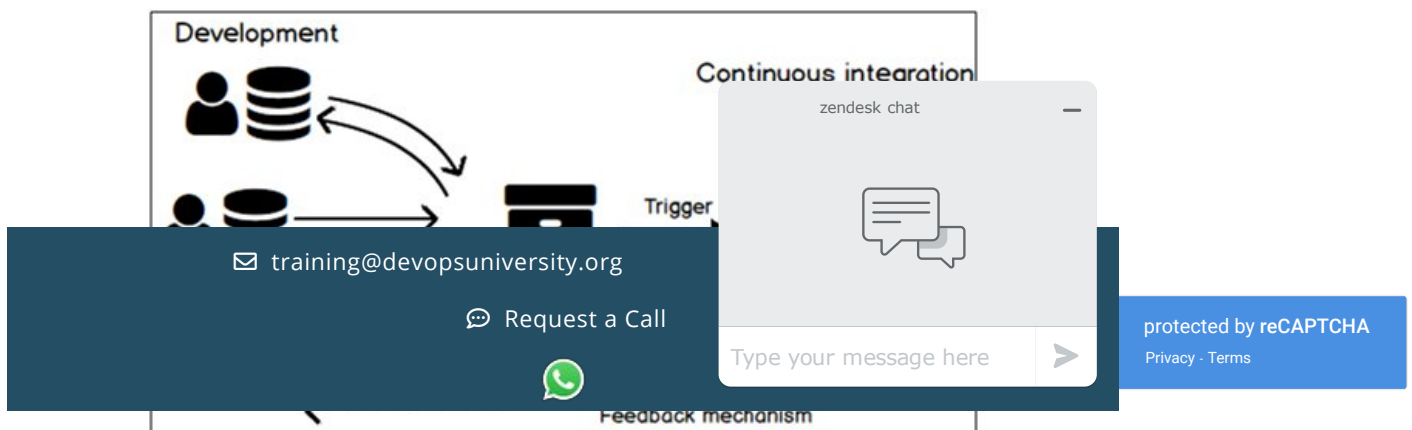 Development
Continuous integration
zendesk chat
Trigger
training@devopsuniversity.org
Request a Call
Type your message here
protected by reCAPTCHA
Privacy - Terms
Feedback mechanism